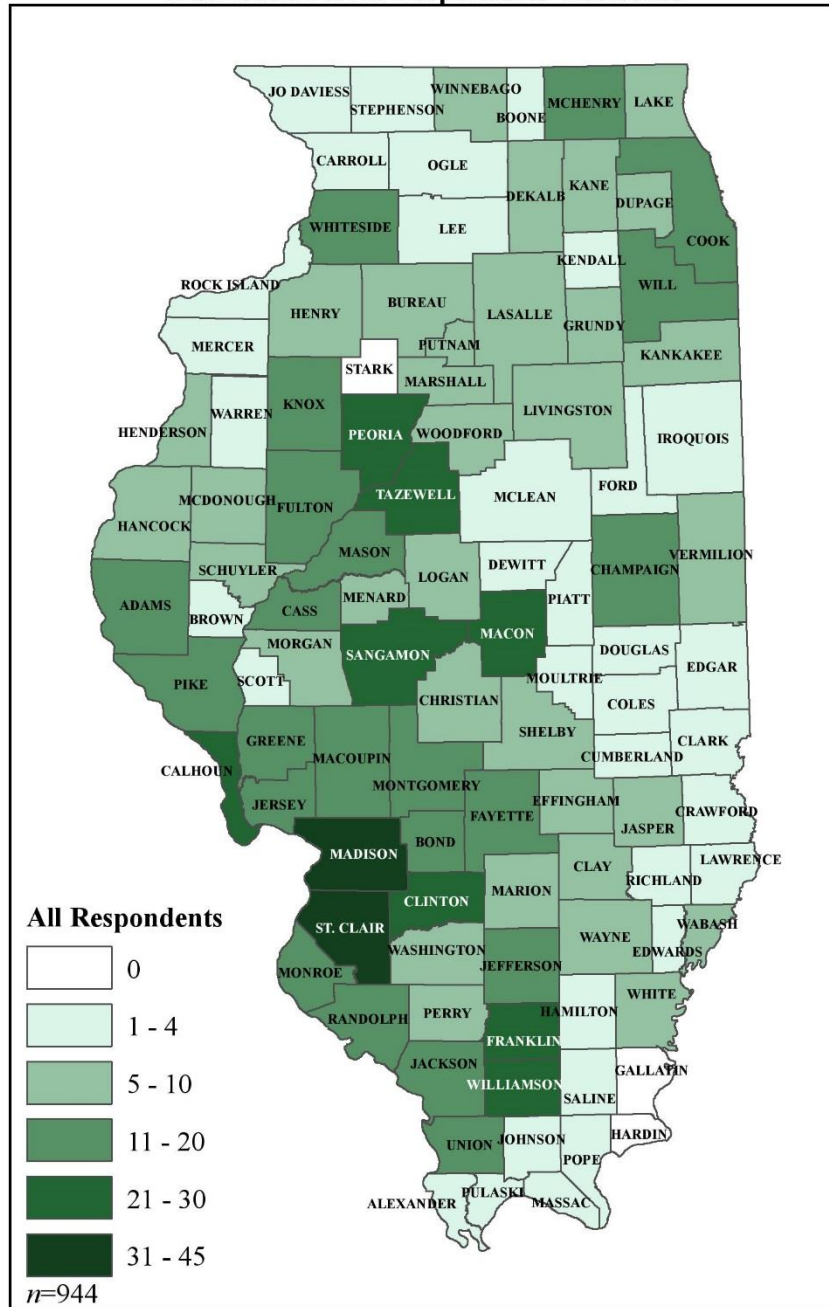 JO DAVIESS
STEPHENSON
WINNEBAGO
BOONE
MCHENRY
LAKE
CARROLL
OGLE
DEKALB
KANE
DUPAGE
COOK
WHITESIDE
LEE
KENDALL
WILL
ROCK ISLAND
HENRY
BUREAU
LASALLE
GRUNDY
PUTNAM
KANKAKEE
MERCER
STARK
MARSHALL
KNOX
LIVINGSTON
WARREN
HENDERSON
PEORIA
WOODFORD
IROQUOIS
TAZEWELL
MCLEAN
FORD
HANCOCK
MCDONOUGH
FULTON
MASON
DEWITT
VERMILION
CHAMPAIGN
SCHUYLER
LOGAN
MENARD
PIATT
ADAMS
BROWN
CASS
MACON
DOUGLAS
EDGAR
MORGAN
SANGAMON
MOULTRIE
COLES
PIKE
SCOTT
CHRISTIAN
SHELBY
CUMBERLAND
CLARK
GREENE
MACOUPIN
CALHOUN
MONTGOMERY
JERSEY
FAYETTE
EFFINGHAM
JASPER
CRAWFORD
MADISON
BOND
CLAY
RICHLAND
LAWRENCE
MARION
CLINTON
ST. CLAIR
WASHINGTON
WAYNE
EDWARDS
WABASH
MONROE
JEFFERSON
RANDOLPH
PERRY
HAMILTON
WHITE
FRANKLIN
JACKSON
WILLIAMSON
SALINE
GALLATIN
HARDIN
UNION
JOHNSON
POPE
ALEXANDER
PULASKI
MASSAC
All Respondents
0
1 - 4
5 - 10
11 - 20
21 - 30
31 - 45
n=944